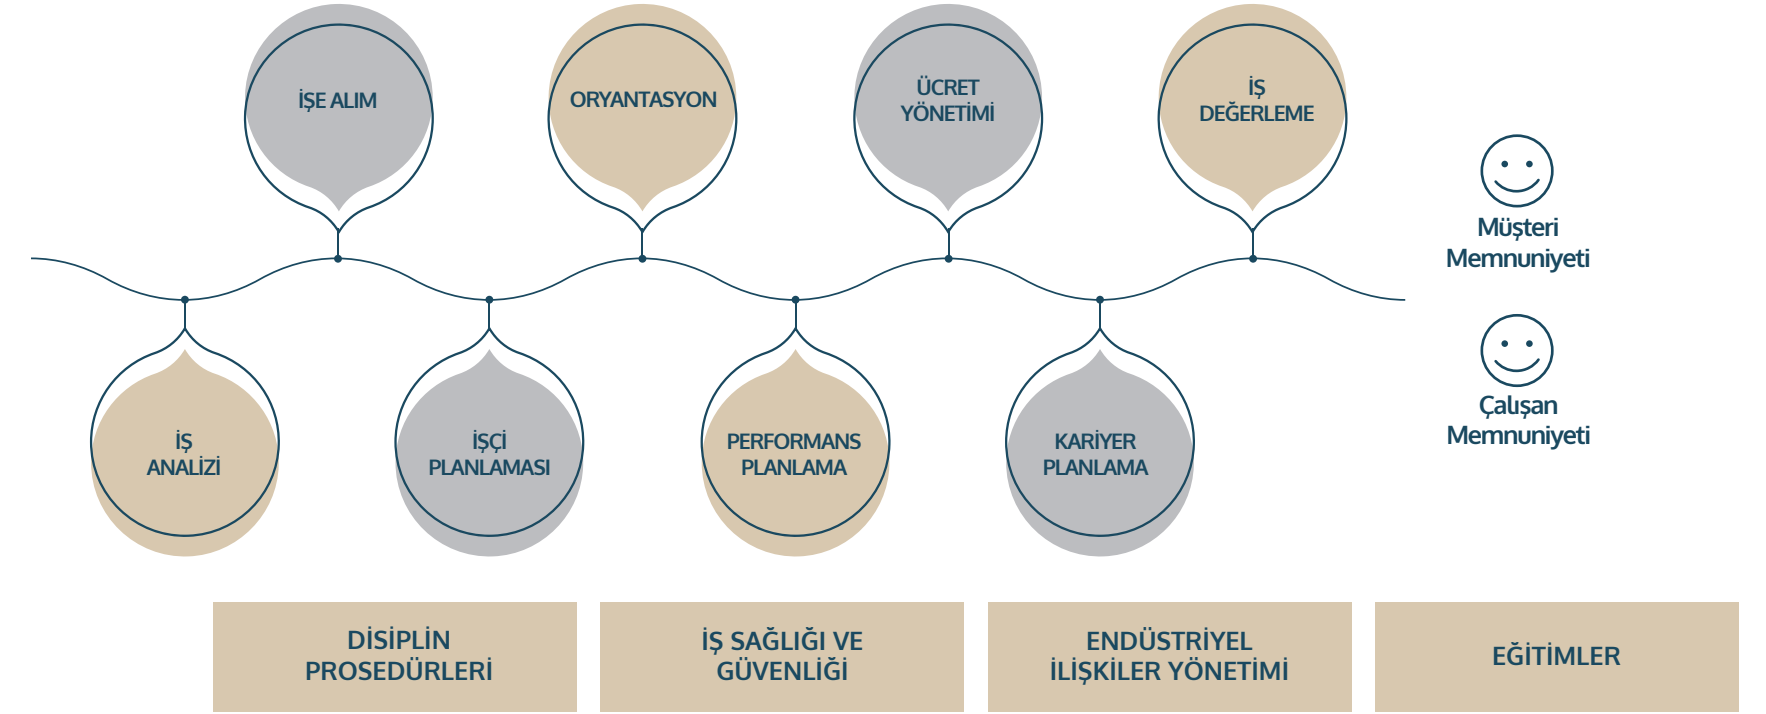 İŞE ALIM
ORYANTASYON
ÜCRET
YÖNETİMİ
İŞ
DEĞERLEME
Müşteri
Memnuniyeti
Çalışan
Memnuniyeti
İŞ
ANALİZİ
İŞÇİ
PLANLAMASI
PERFORMANS
PLANLAMA
KARİYER
PLANLAMA
DİSİPLİN
PROSEDÜRLERİ
İŞ SAĞLIĞI VE
GÜVENLİĞİ
ENDÜSTRİYEL
İLİŞKİLER YÖNETİMİ
EĞİTİMLER